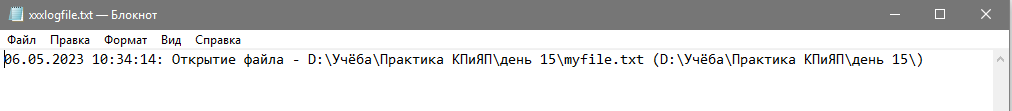 xxxlogfile.txt — Блокнот
Файл Правка Формат Вид Справка
06.05.2023 10:34:14: Открытие файла - D:\Учёба\Практика КПиЯП\день 15\myfile.txt (D:\Учёба\Практика КПиЯП\день 15\)